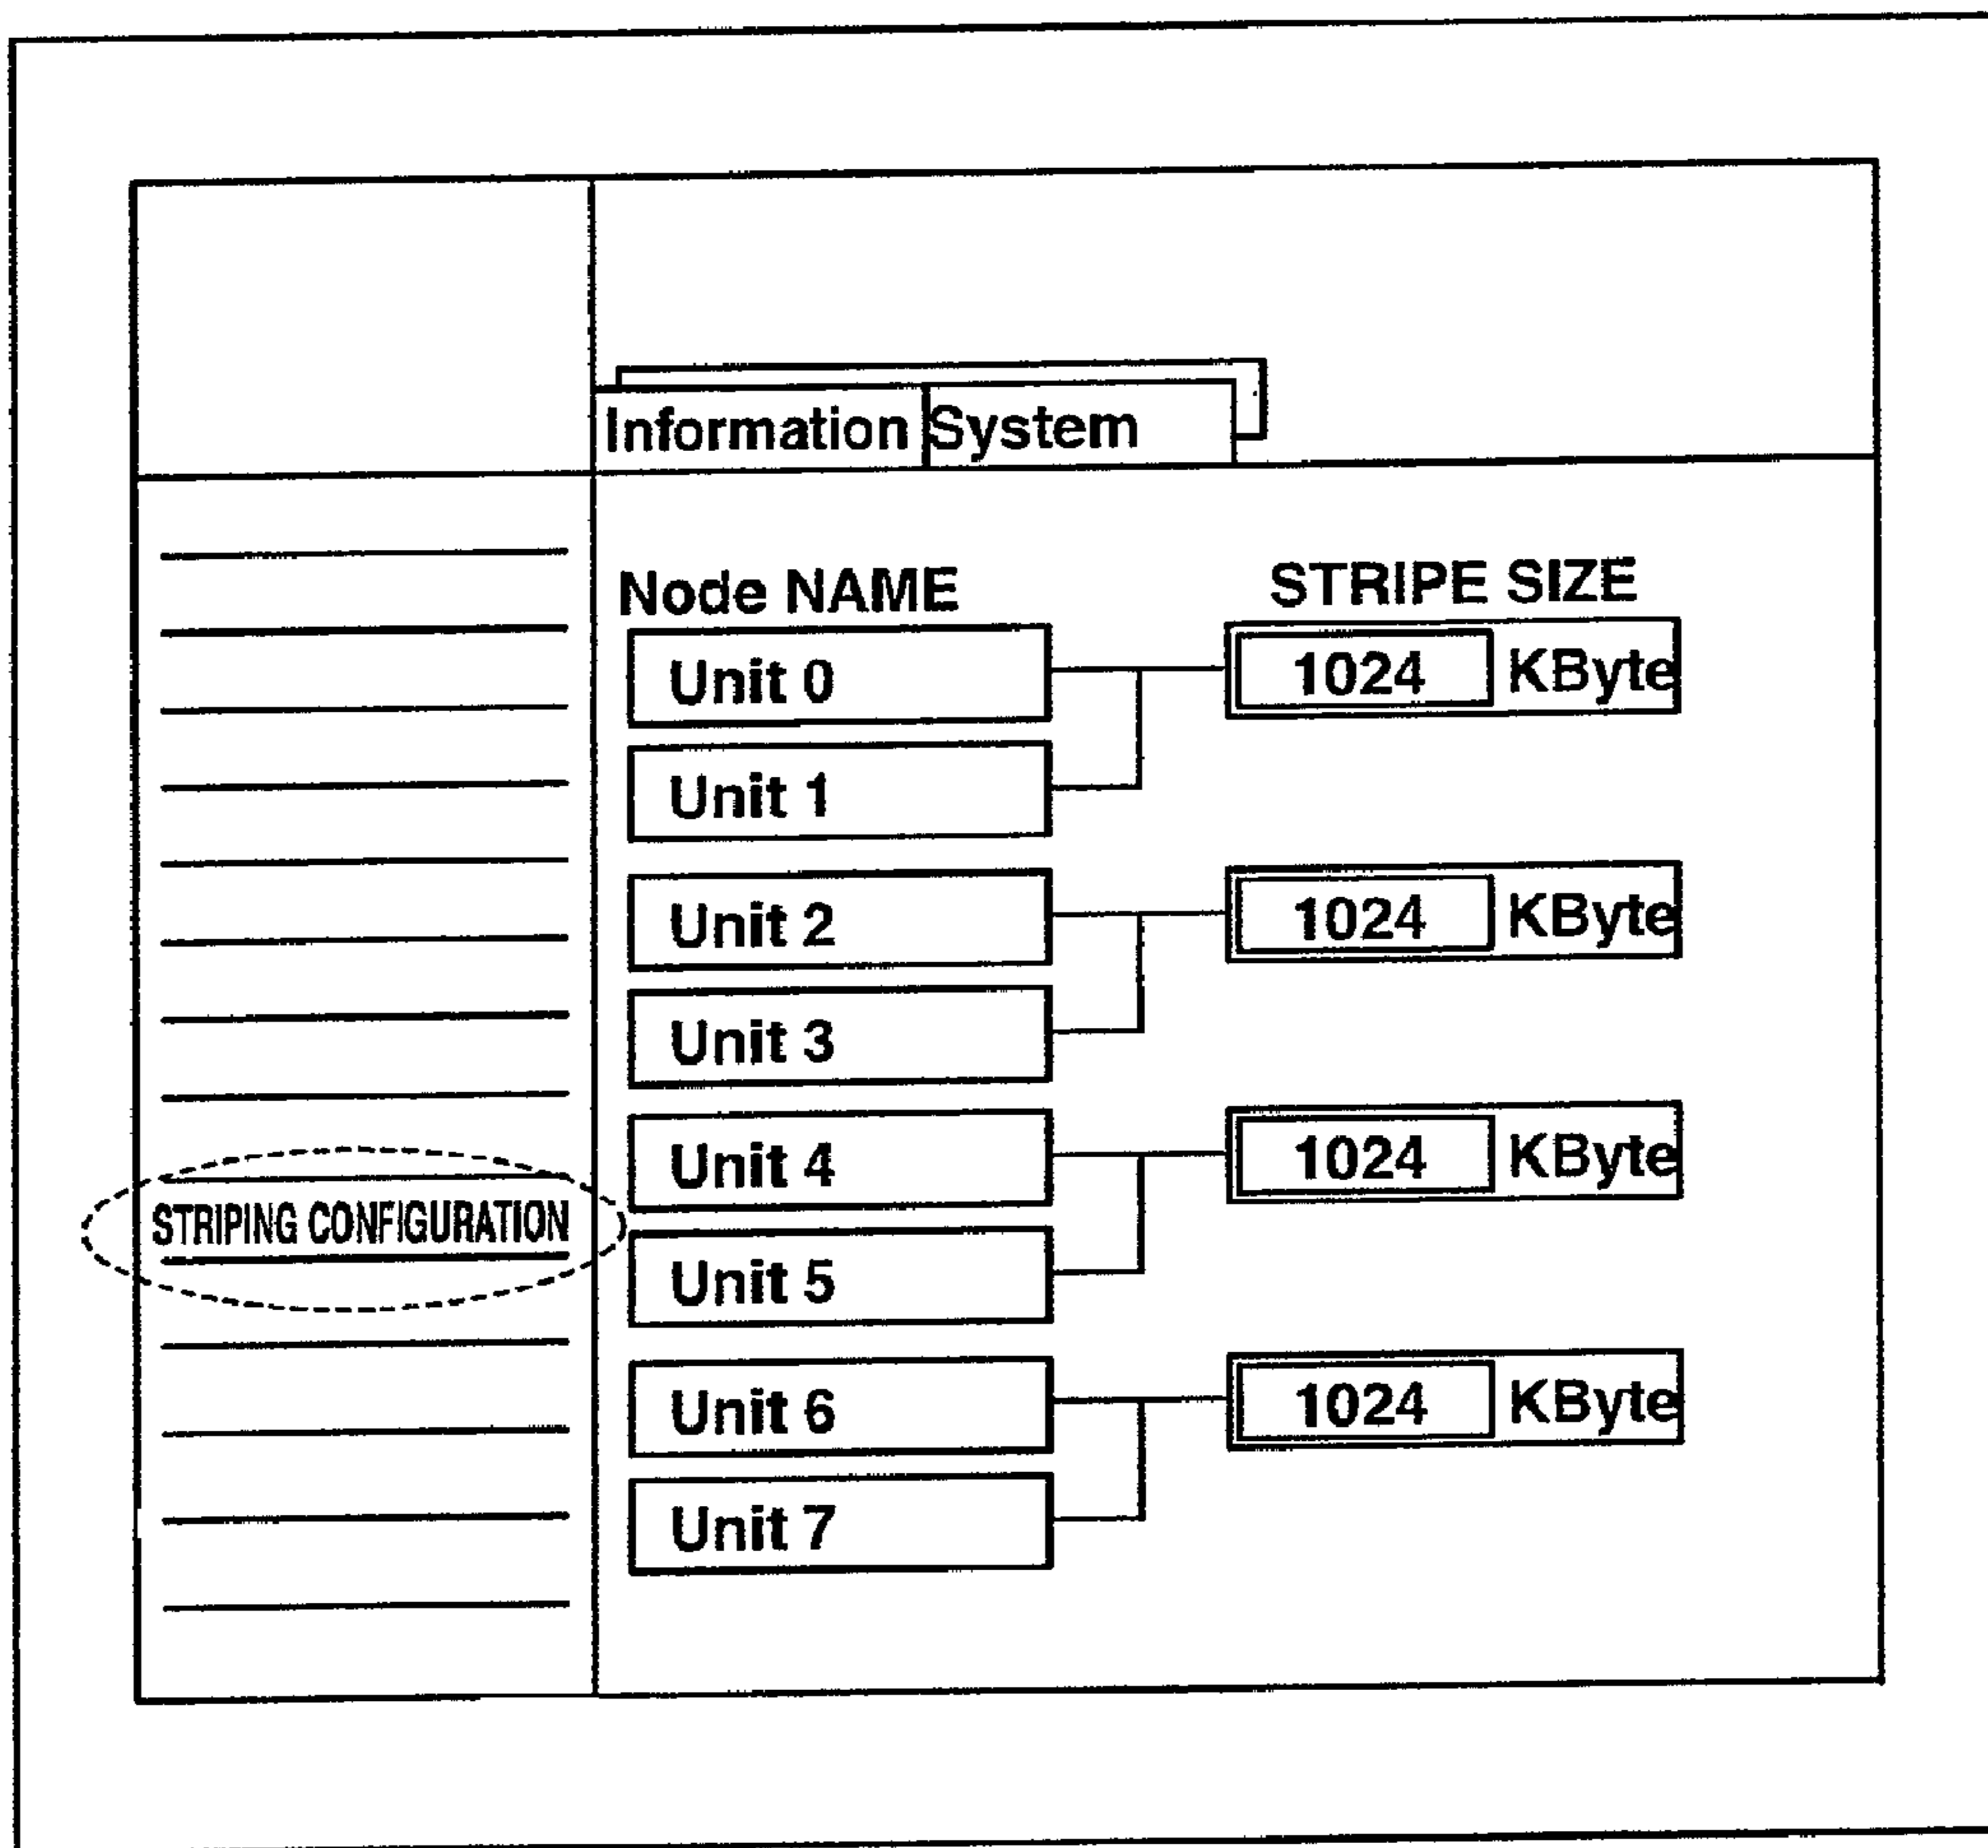 Information System
Node NAME STRIPE SIZE
Unit 0 1024 KByte
Unit 1
Unit 2 1024 KByte
Unit 3
Unit 4 1024 KByte
STRIPING CONFIGURATION
Unit 5
Unit 6 1024 KByte
Unit 7